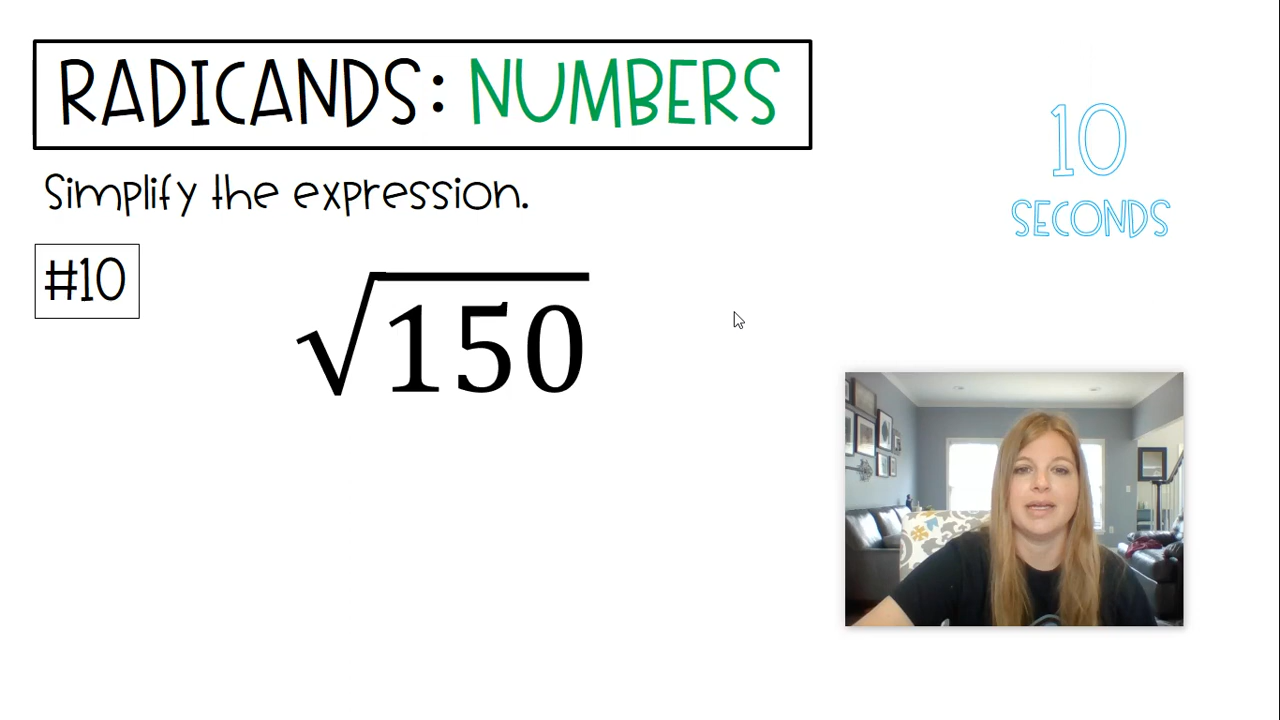 RADICANDS: NUMBERS
10
SECONDS
Simplify the expression.
#10
√150